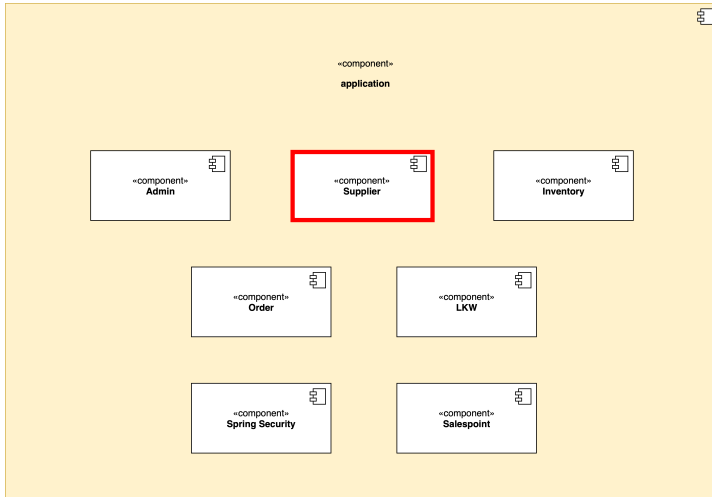 «component»
application
«component»
Admin
«component»
Supplier
«component»
Inventory
«component»
Order
«component»
LKW
«component»
Spring Security
«component»
Salespoint